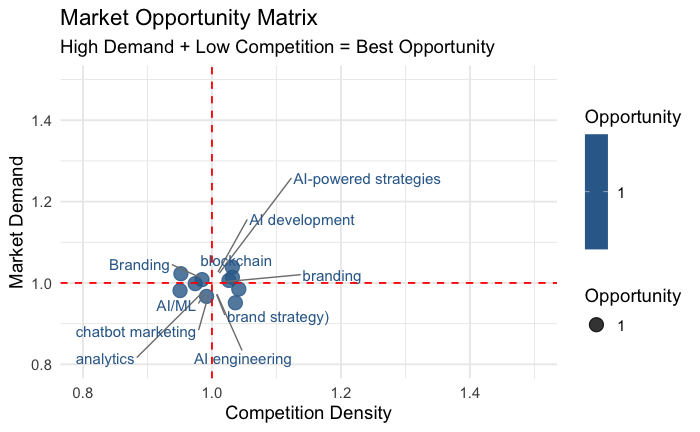 Market Opportunity Matrix
High Demand + Low Competition = Best Opportunity
Market Demand
1.4
1.2
1.0
0.8
AI-powered strategies
AI development
blockchain
Branding
branding
AI/ML
brand strategy)
chatbot marketing
analytics
AI engineering
0.8
1.0
1.2
1.4
Competition Density
Opportunity
1
Opportunity
1